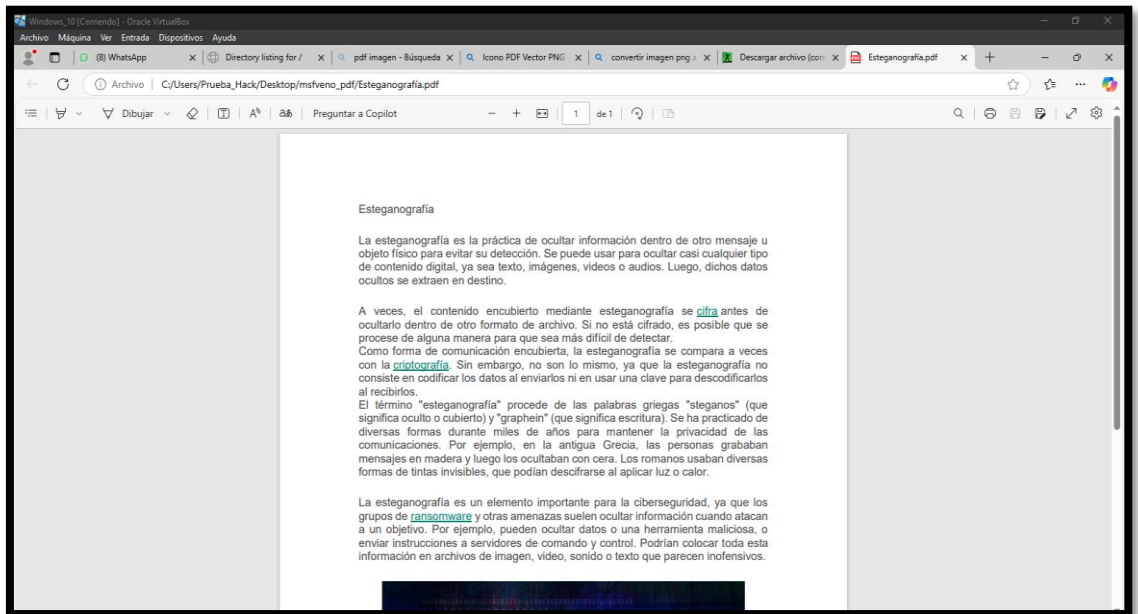 Windows_10 [Corriendo] - Oracle VirtualBox
Archivo Máquina Ver Entrada Dispositivos Ayuda
(8) WhatsApp
Directory listing for /
pdf imagen - Búsqueda
Icono PDF Vector PNG
convertir imagen png a
Descargar archivo (con
Esteganografía.pdf
Archivo C:/Users/Prueba_Hack/Desktop/msfveno_pdf/Esteganografía.pdf
Dibujar
Preguntar a Copilot
1 de 1
Esteganografía
La esteganografía es la práctica de ocultar información dentro de otro mensaje u
objeto físico para evitar su detección. Se puede usar para ocultar casi cualquier tipo
de contenido digital, ya sea texto, imágenes, videos o audios. Luego, dichos datos
ocultos se extraen en destino.
A veces, el contenido encubierto mediante esteganografía se cifra antes de
ocultarlo dentro de otro formato de archivo. Si no está cifrado, es posible que se
procese de alguna manera para que sea más difícil de detectar.
Como forma de comunicación encubierta, la esteganografía se compara a veces
con la criptografía. Sin embargo, no son lo mismo, ya que la esteganografía no
consiste en codificar los datos al enviarlos ni en usar una clave para descodificarlos
al recibirlos.
El término "esteganografía" procede de las palabras griegas "steganos" (que
significa oculto o cubierto) y "graphein" (que significa escritura). Se ha practicado de
diversas formas durante miles de años para mantener la privacidad de las
comunicaciones. Por ejemplo, en la antigua Grecia, las personas grababan
mensajes en madera y luego los ocultaban con cera. Los romanos usaban diversas
formas de tintas invisibles, que podían descifrarse al aplicar luz o calor.
La esteganografía es un elemento importante para la ciberseguridad, ya que los
grupos de ransomware y otras amenazas suelen ocultar información cuando atacan
a un objetivo. Por ejemplo, pueden ocultar datos o una herramienta maliciosa, o
enviar instrucciones a servidores de comando y control. Podrían colocar toda esta
información en archivos de imagen, video, sonido o texto que parecen inofensivos.